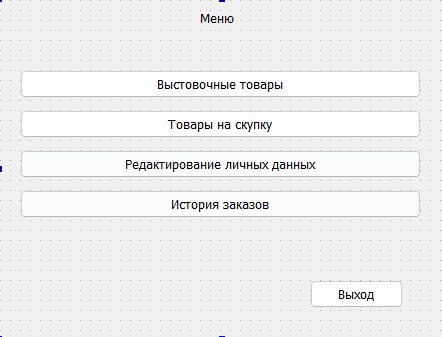 Меню
Выстовочные товары
Товары на скупку
Редактирование личных данных
История заказов
Выход